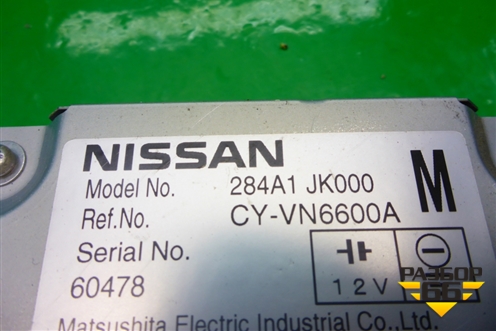 NISSAN
Model No. 284A1 JK000
Ref.No. CY-VN6600A
M
Serial No.
60478
12V
Matsushita Electric Industrial Co.,Ltd.
РАЗБОР
66